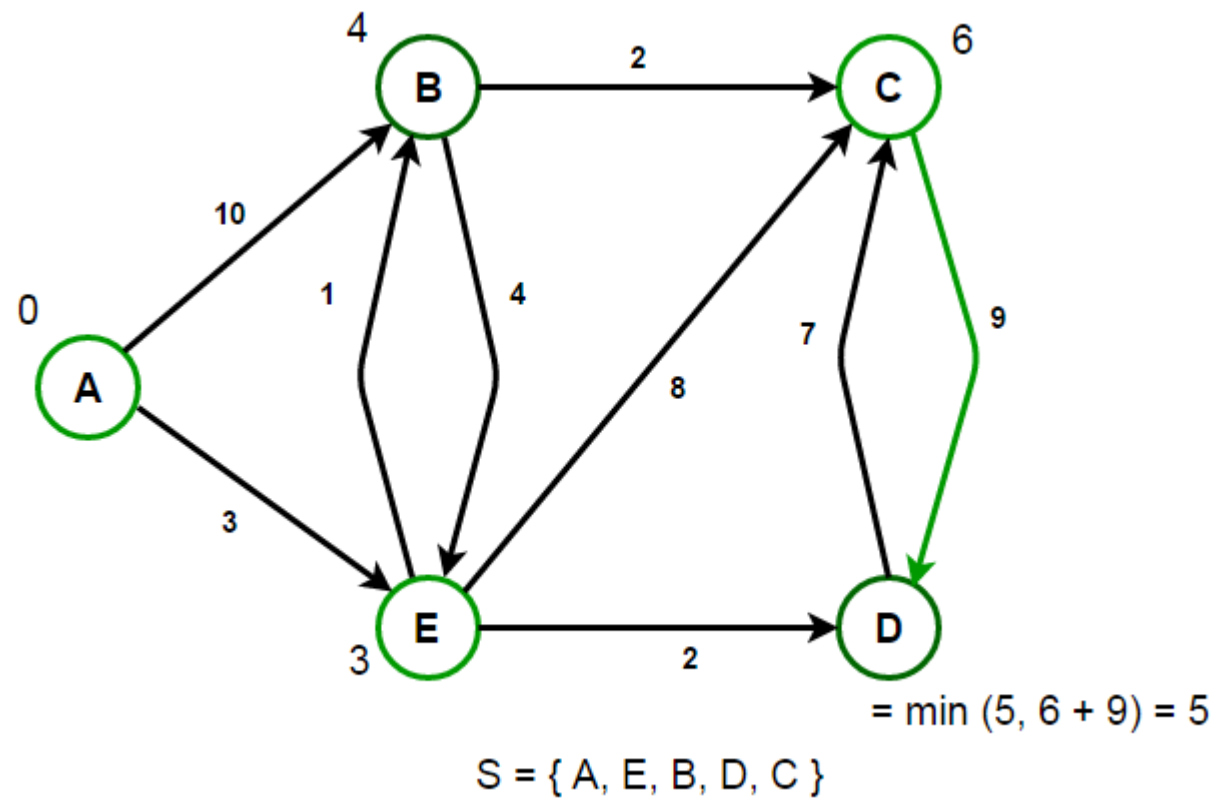 4
B
2
C
6
10
1
4
7
9
0
A
8
3
E
3
2
D
= min (5, 6 + 9) = 5
S = { A, E, B, D, C }